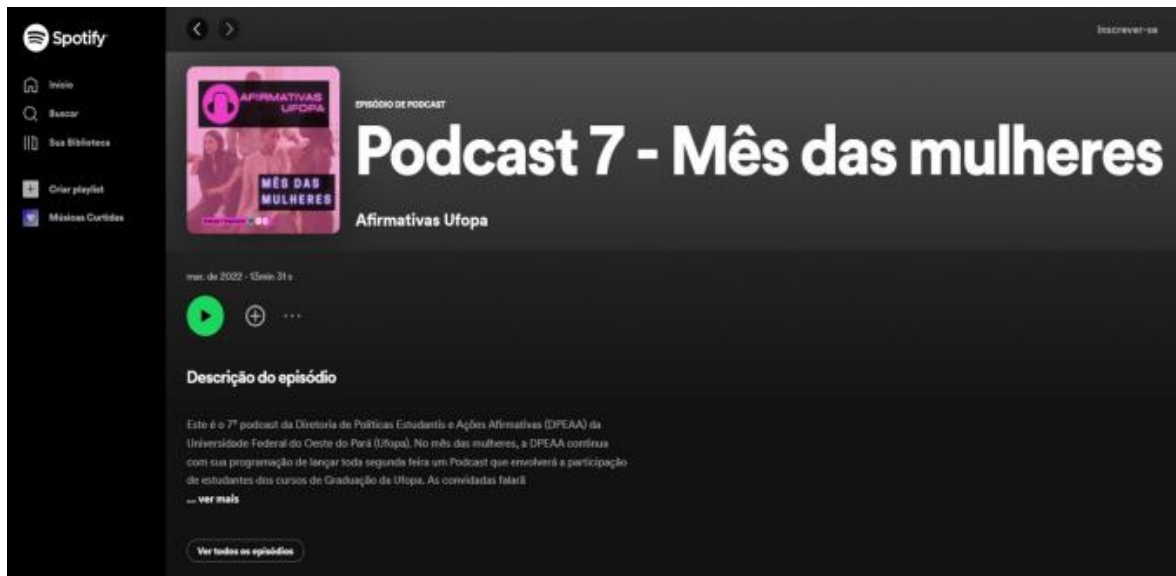 Spotify
Início
Buscar
Sua Biblioteca
Criar playlist
Músicas Curtidas
Inscrever-se
AFIRMATIVAS
UFOPA
MÊS DAS
MULHERES
EPISÓDIO DE PODCAST
Podcast 7 - Mês das mulheres
Afirmativas Ufopa
mar. de 2022 · 13min 31s
Descrição do episódio
Este é o 7º podcast da Diretoria de Políticas Estudantis e Ações Afirmativas (DPEAA) da
Universidade Federal do Oeste do Pará (Ufopa). No mês das mulheres, a DPEAA continua
com sua programação de lançar toda segunda feira um Podcast que envolverá a participação
de estudantes dos cursos de Graduação da Ufopa. As convidadas falarã
... ver mais
Ver todos os episódios